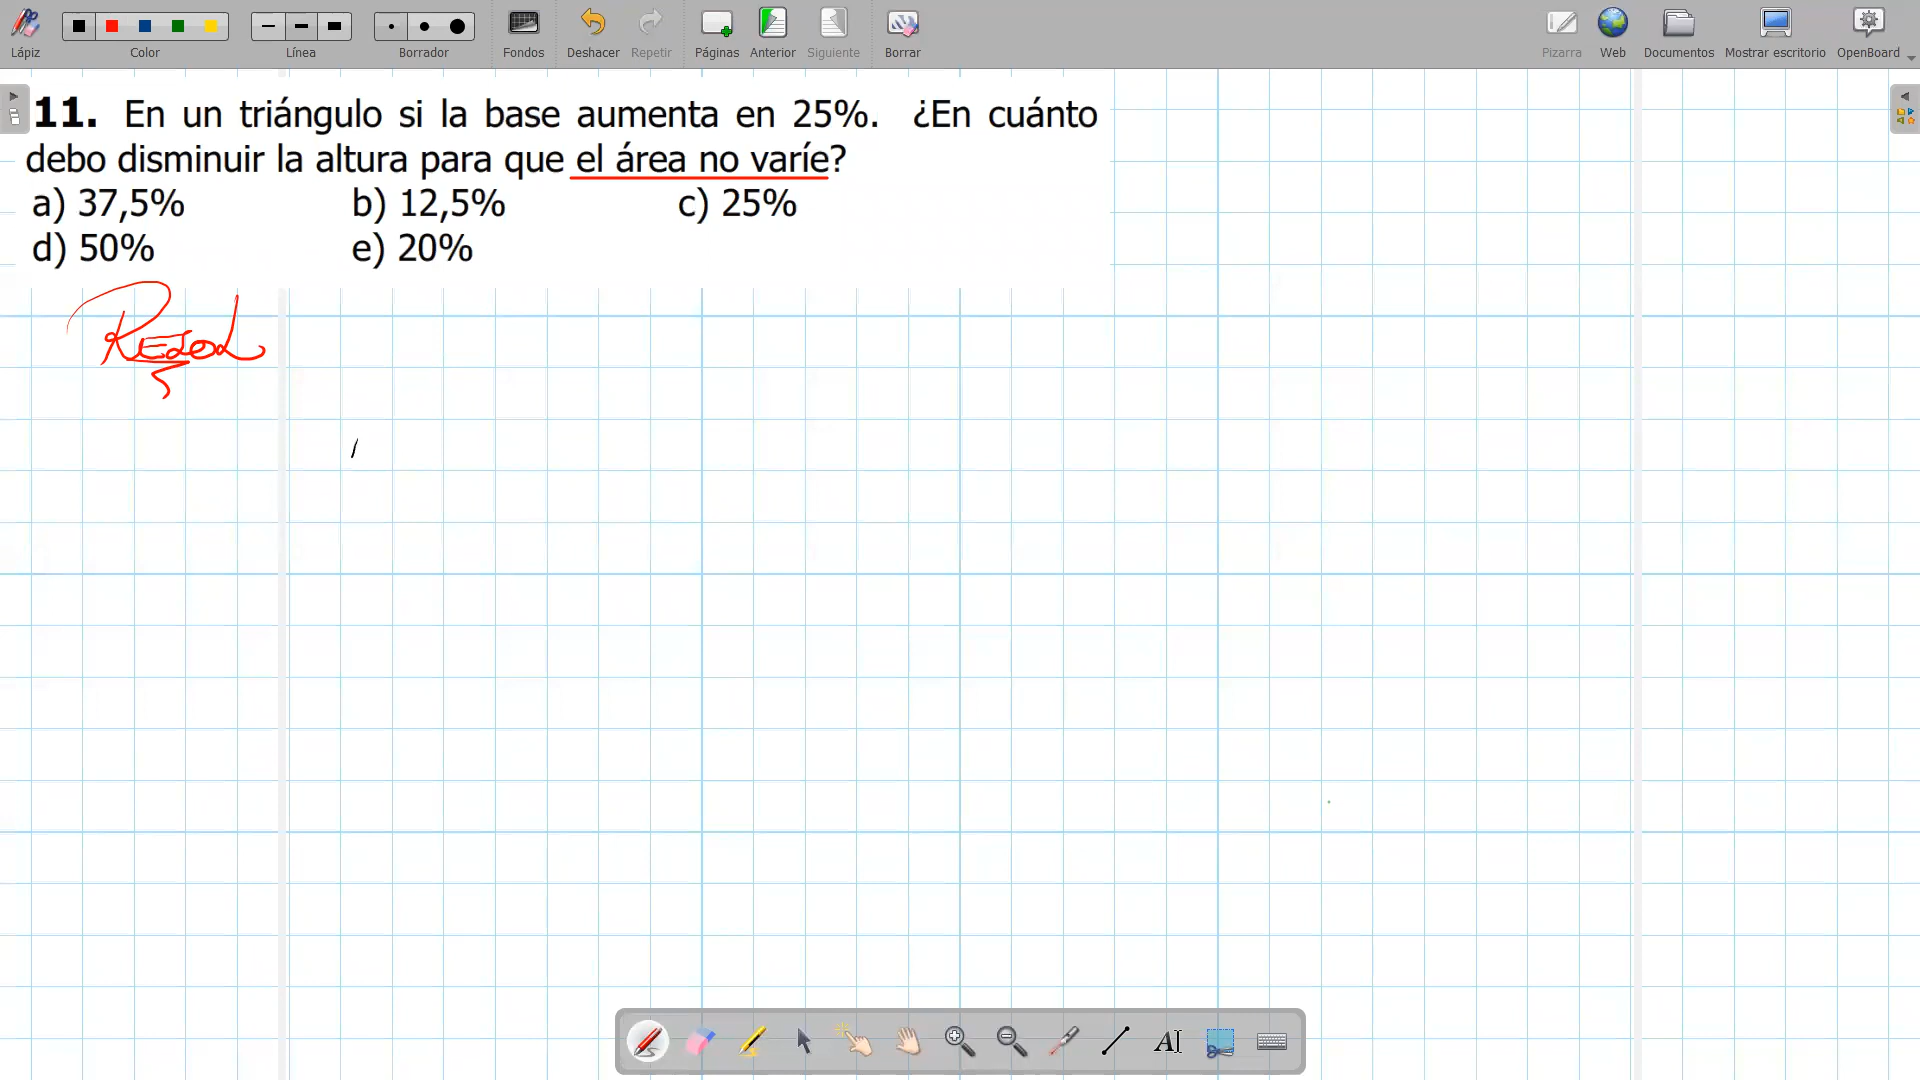 Lápiz
Color
Línea
Borrador
Fondos
Deshacer
Repetir
Páginas
Anterior
Siguiente
Borrar
Pizarra
Web
Documentos
Mostrar escritorio
OpenBoard
11. En un triángulo si la base aumenta en 25%. ¿En cuánto
debo disminuir la altura para que el área no varíe?
a) 37,5% b) 12,5% c) 25%
d) 50% e) 20%
Resol